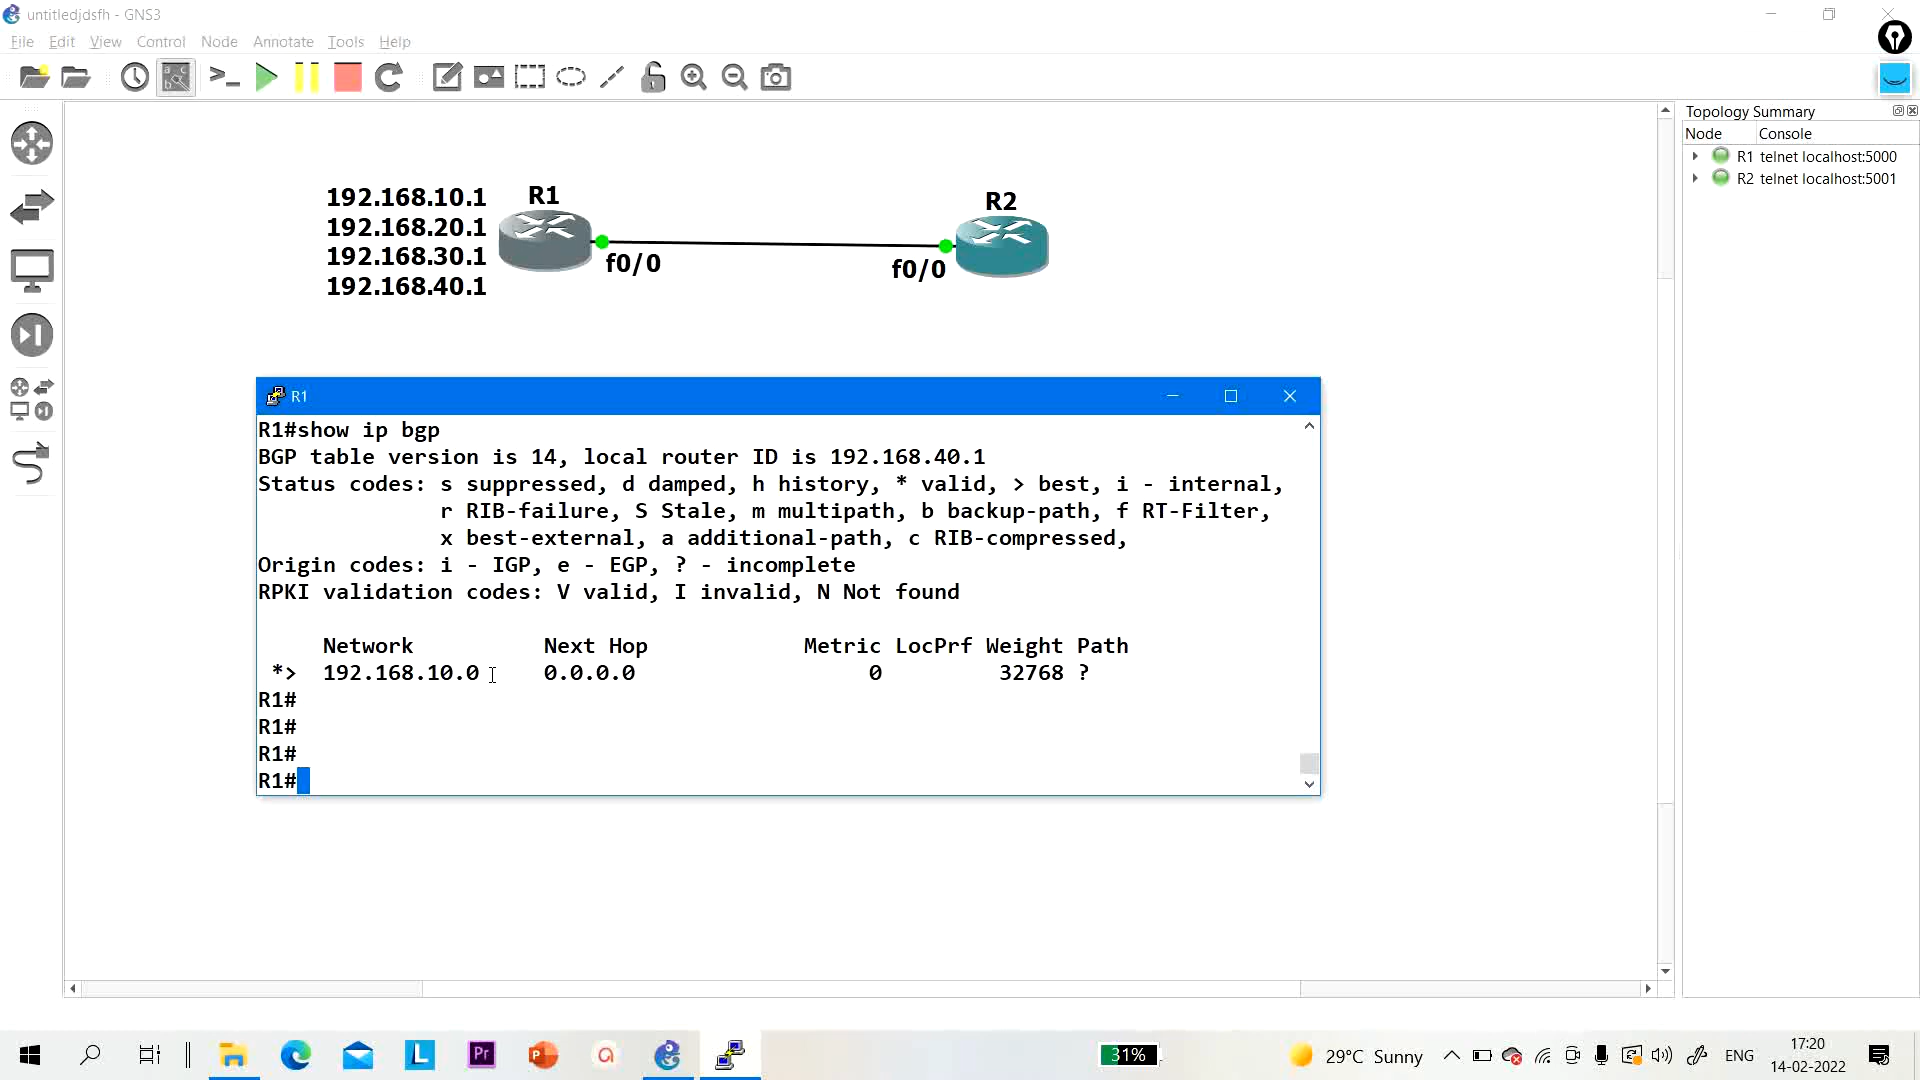 untitledjdsfh - GNS3
File Edit View Control Node Annotate Tools Help
Topology Summary
Node Console
R1 telnet localhost:5000
R2 telnet localhost:5001
192.168.10.1
192.168.20.1
192.168.30.1
192.168.40.1
R1
f0/0
R2
f0/0
R1
R1#show ip bgp
BGP table version is 14, local router ID is 192.168.40.1
Status codes: s suppressed, d damped, h history, * valid, > best, i - internal,
r RIB-failure, S Stale, m multipath, b backup-path, f RT-Filter,
x best-external, a additional-path, c RIB-compressed,
Origin codes: i - IGP, e - EGP, ? - incomplete
RPKI validation codes: V valid, I invalid, N Not found
Network Next Hop Metric LocPrf Weight Path
*> 192.168.10.0 0.0.0.0 0 32768 ?
R1#
R1#
R1#
R1#
L
Pr
P
a
31%
29°C Sunny
ENG
17:20
14-02-2022